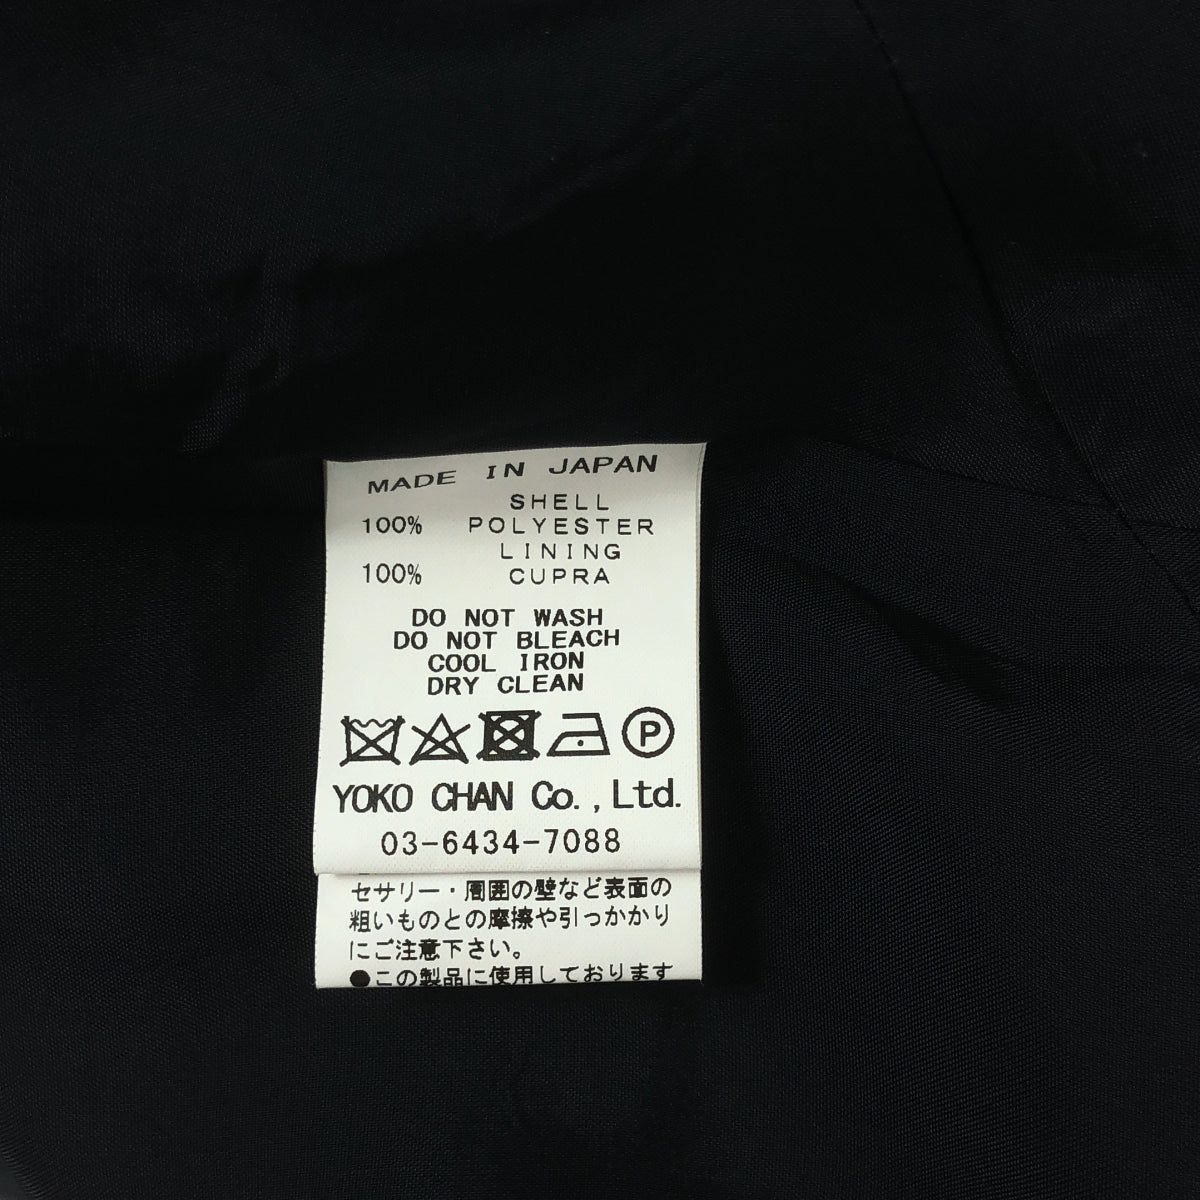 MADE IN JAPAN
SHELL
100% POLYESTER
LINING
100% CUPRA
DO NOT WASH
DO NOT BLEACH
COOL IRON
DRY CLEAN
P
YOKO CHAN Co.,Ltd.
03-6434-7088
セサリー・周囲の壁など表面の
粗いものとの摩擦や引っかかり
にご注意下さい。
●この製品に使用しております